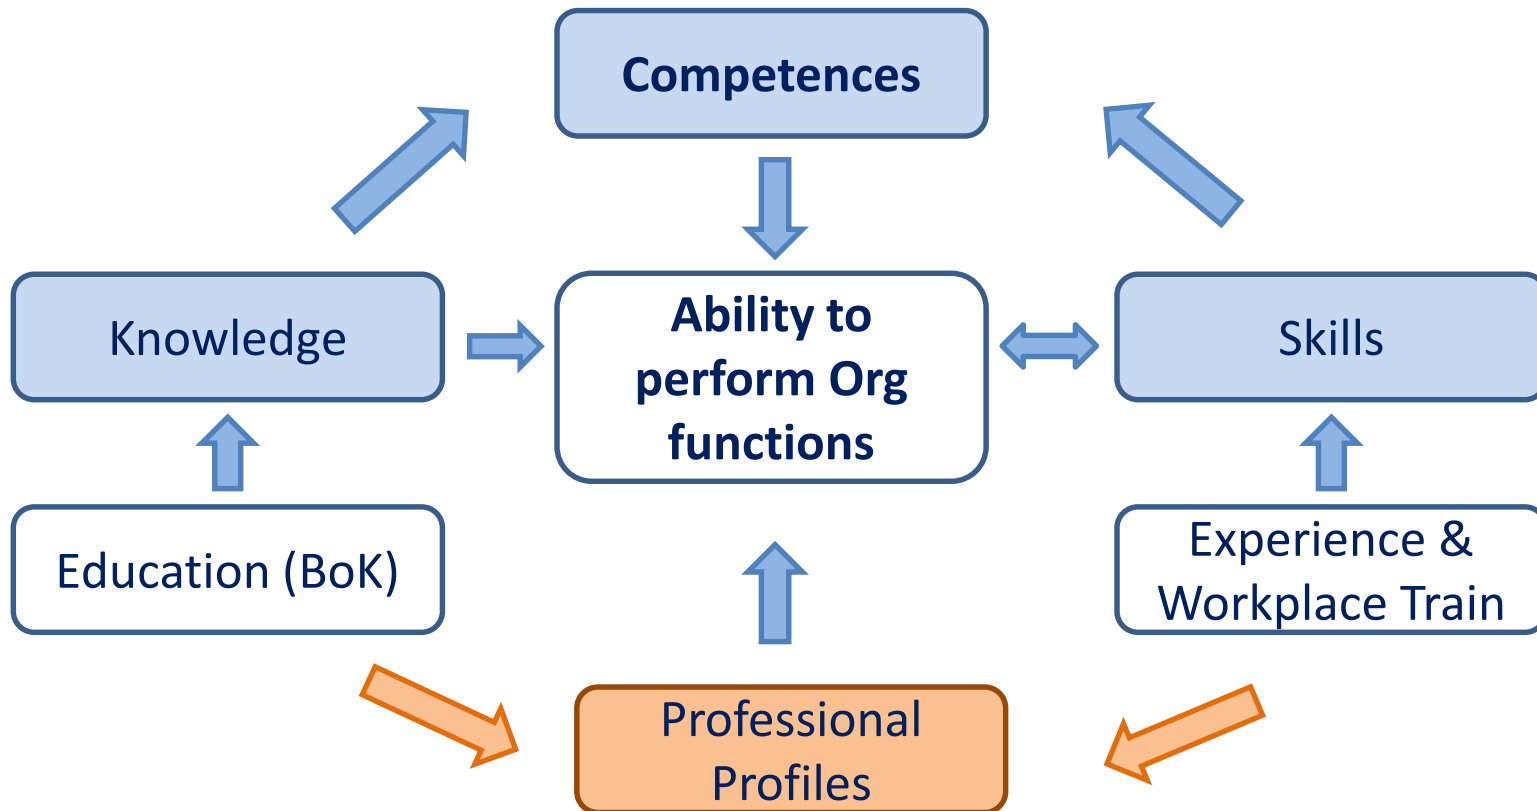 Competences
Knowledge
Ability to
perform Org
functions
Skills
Education (BoK)
Experience &
Workplace Train
Professional
Profiles